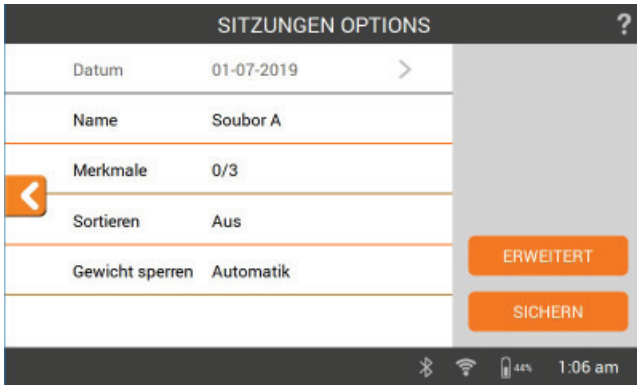 SITZUNGEN OPTIONS ?
Datum 01-07-2019
Name Soubor A
Merkmale 0/3
Sortieren Aus
Gewicht sperren Automatik
ERWEITERT
SICHERN
44% 1:06 am